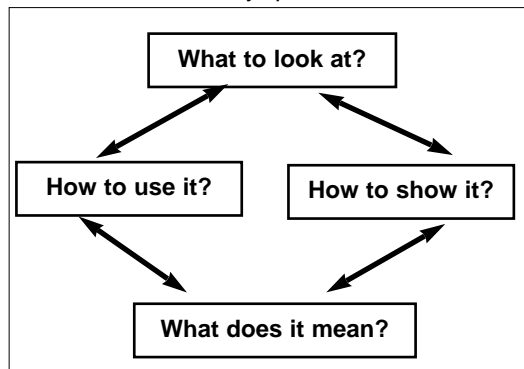 What to look at?
How to use it?
How to show it?
What does it mean?